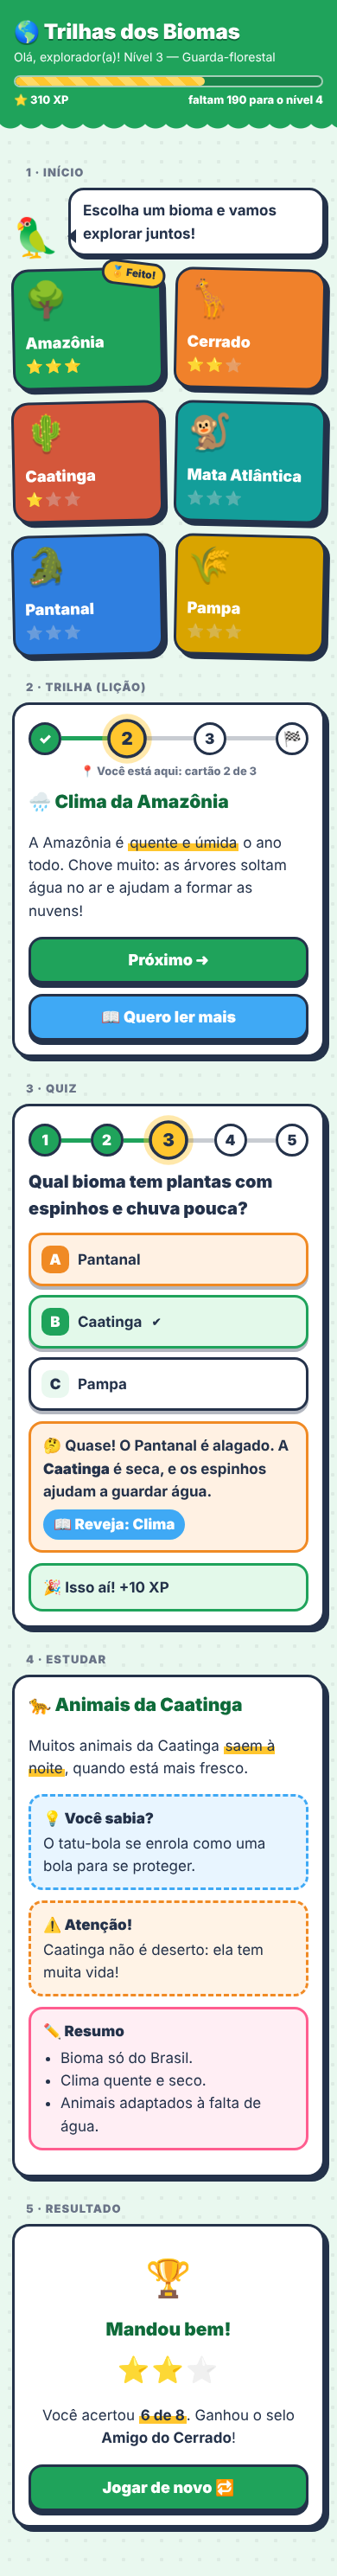 🌎 Trilhas dos Biomas
Olá, explorador(a)! Nível 3 — Guarda-florestal
⭐ 310 XP
faltam 190 para o nível 4
1 · INÍCIO
Escolha um bioma e vamos
explorar juntos!
🏅 Feito!
Amazônia
Cerrado
Caatinga
Mata Atlântica
Pantanal
Pampa
2 · TRILHA (LIÇÃO)
✓
2
3
📍 Você está aqui: cartão 2 de 3
🌧️ Clima da Amazônia
A Amazônia é quente e úmida o ano
todo. Chove muito: as árvores soltam
água no ar e ajudam a formar as
nuvens!
Próximo ➜
📖 Quero ler mais
3 · QUIZ
1
2
3
4
5
Qual bioma tem plantas com
espinhos e chuva pouca?
A Pantanal
B Caatinga ✔
C Pampa
🤔 Quase! O Pantanal é alagado. A
Caatinga é seca, e os espinhos
ajudam a guardar água.
📖 Reveja: Clima
🎉 Isso aí! +10 XP
4 · ESTUDAR
🐆 Animais da Caatinga
Muitos animais da Caatinga saem à
noite, quando está mais fresco.
💡 Você sabia?
O tatu-bola se enrola como uma
bola para se proteger.
⚠️ Atenção!
Caatinga não é deserto: ela tem
muita vida!
✏️ Resumo
• Bioma só do Brasil.
• Clima quente e seco.
• Animais adaptados à falta de
água.
5 · RESULTADO
Mandou bem!
Você acertou 6 de 8. Ganhou o selo
Amigo do Cerrado!
Jogar de novo 🔁